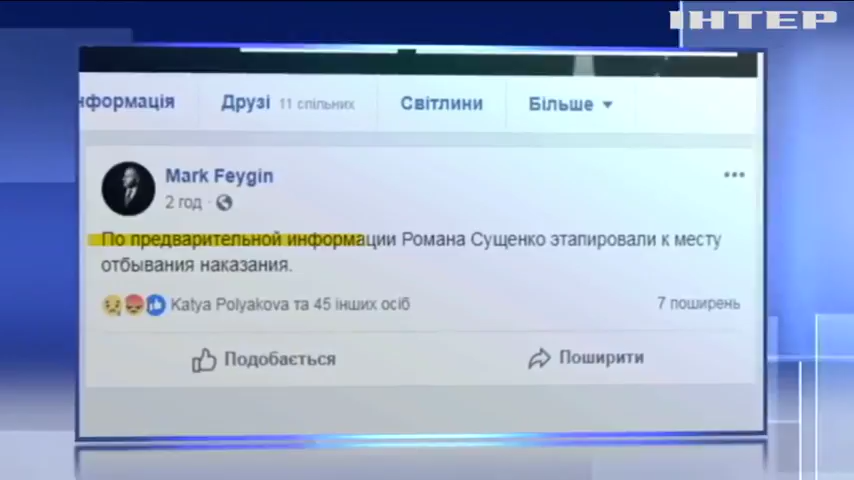 ІНТЕР
нформація
Друзі 11 спільних
Світлини
Більше
Mark Feygin
2 год ·
По предварительной информации Романа Сущенко этапировали к месту
отбывания наказания.
Katya Polyakova та 45 інших осіб
7 поширень
Подобається
Поширити